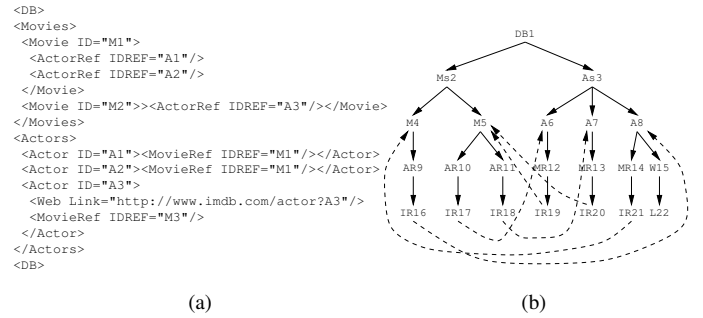 <DB>
<Movies>
<Movie ID="M1">
<ActorRef IDREF="A1"/>
<ActorRef IDREF="A2"/>
</Movie>
<Movie ID="M2">><ActorRef IDREF="A3"/></Movie>
</Movies>
<Actors>
<Actor ID="A1"><MovieRef IDREF="M1"/></Actor>
<Actor ID="A2"><MovieRef IDREF="M1"/></Actor>
<Actor ID="A3">
<Web Link="http://www.imdb.com/actor?A3"/>
<MovieRef IDREF="M3"/>
</Actor>
</Actors>
<DB>
(a)
DB1
Ms2 As3
M4 M5 A6 A7 A8
AR9 AR10 AR11 MR12 MR13 MR14 W15
IR16 IR17 IR18 IR19 IR20 IR21 L22
(b)